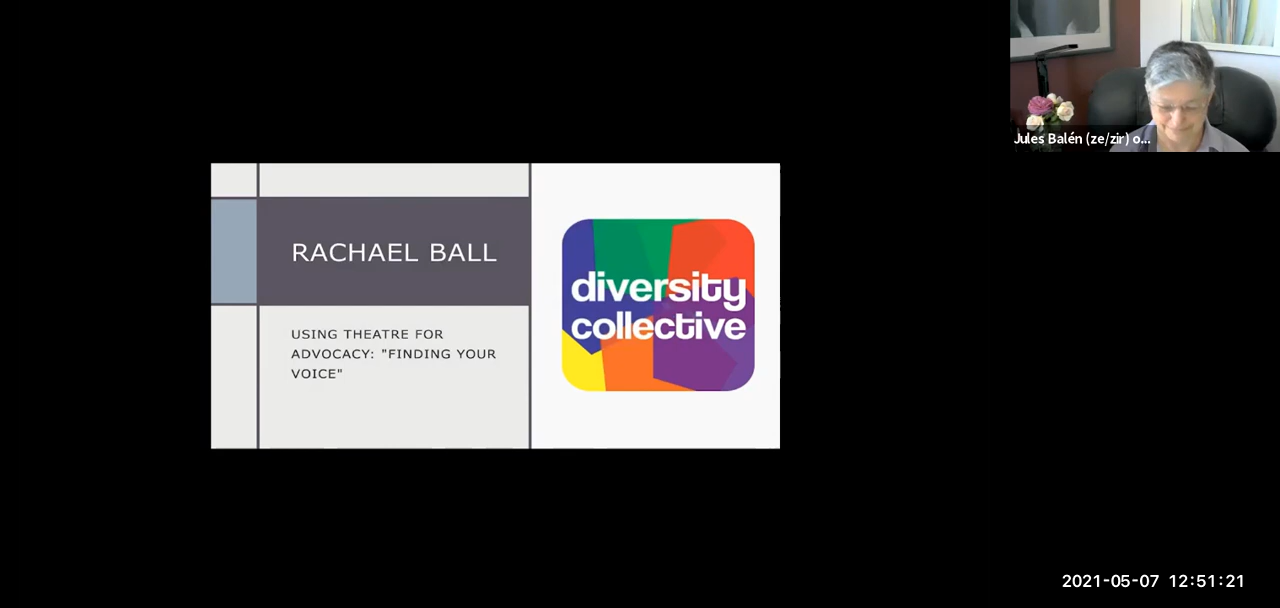 Jules Balén (ze/zir) o...
RACHAEL BALL
USING THEATRE FOR
ADVOCACY: "FINDING YOUR
VOICE"
diversity
collective
2021-05-07 12:51:21